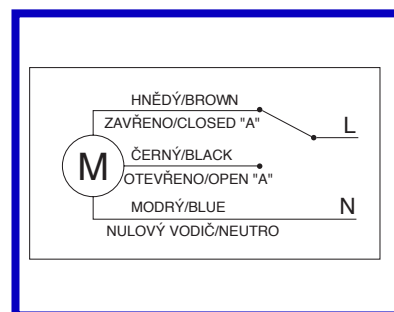 HNĚDÝ/BROWN
ZAVŘENO/CLOSED "A"
L
M
ČERNÝ/BLACK
OTEVŘENO/OPEN "A"
MODRÝ/BLUE
N
NULOVÝ VODIČ/NEUTRO